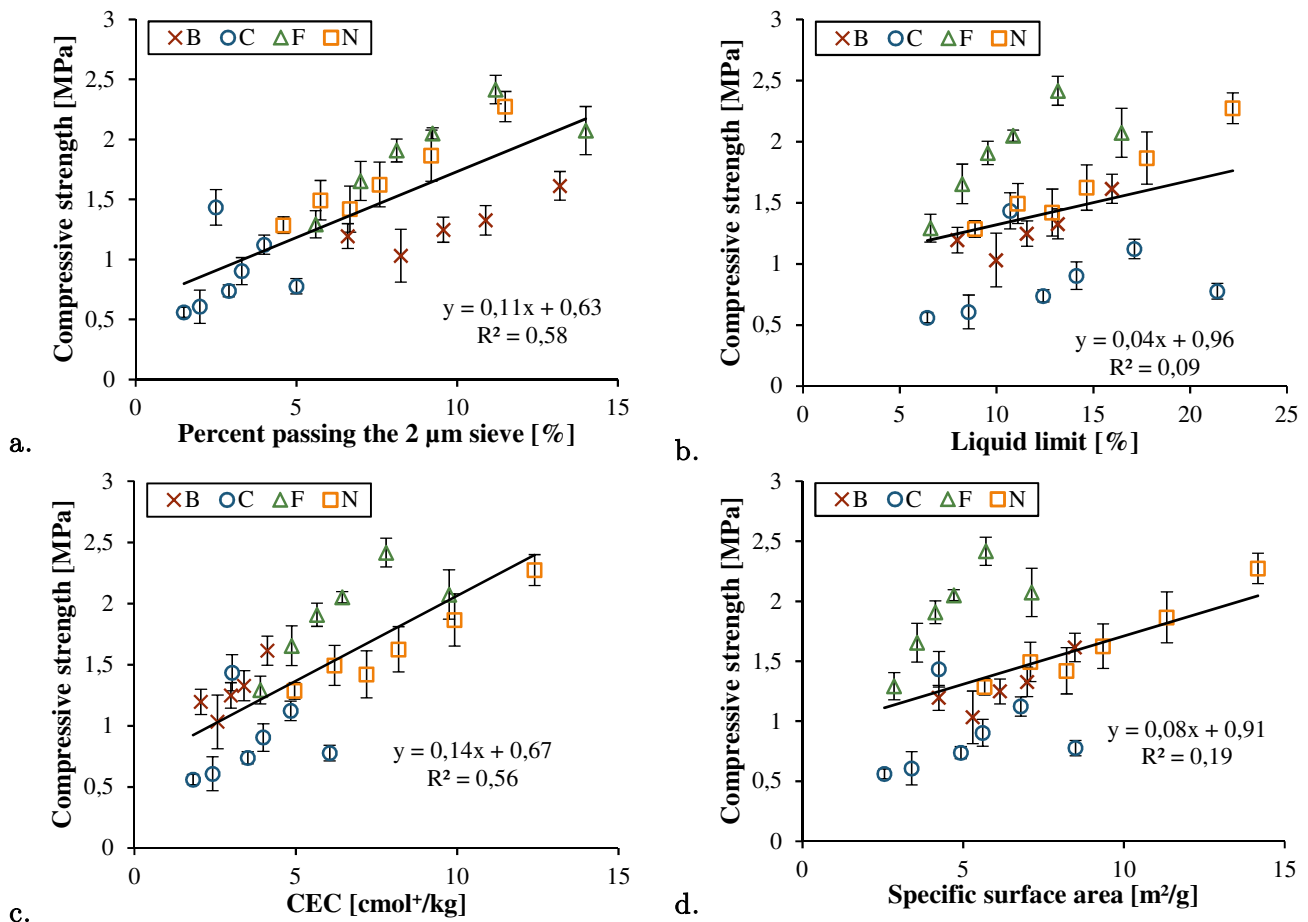 B C F N
Compressive strength [MPa]
3
2,5
2
1,5
1
0,5
0
y = 0,11x + 0,63
R² = 0,58
0 5 10 15
Percent passing the 2 µm sieve [%]
a.
B C F N
Compressive strength [MPa]
3
2,5
2
1,5
1
0,5
0
y = 0,04x + 0,96
R² = 0,09
0 5 10 15 20 25
Liquid limit [%]
b.
B C F N
Compressive strength [MPa]
3
2,5
2
1,5
1
0,5
0
y = 0,14x + 0,67
R² = 0,56
0 5 10 15
CEC [cmol⁺/kg]
c.
B C F N
Compressive strength [MPa]
3
2,5
2
1,5
1
0,5
0
y = 0,08x + 0,91
R² = 0,19
0 5 10 15
Specific surface area [m²/g]
d.